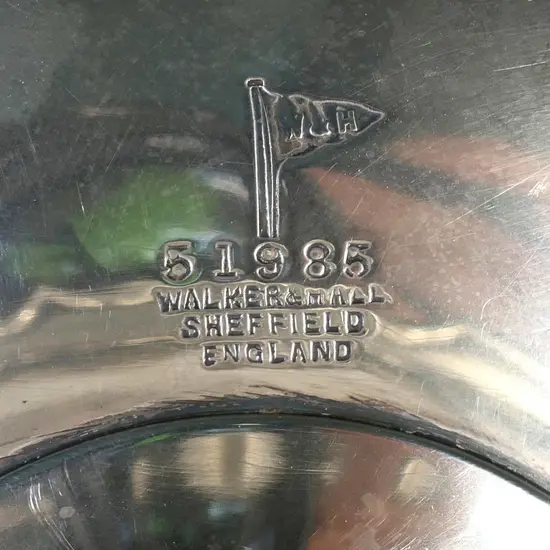 W&H
51985
WALKER & HALL
SHEFFIELD
ENGLAND